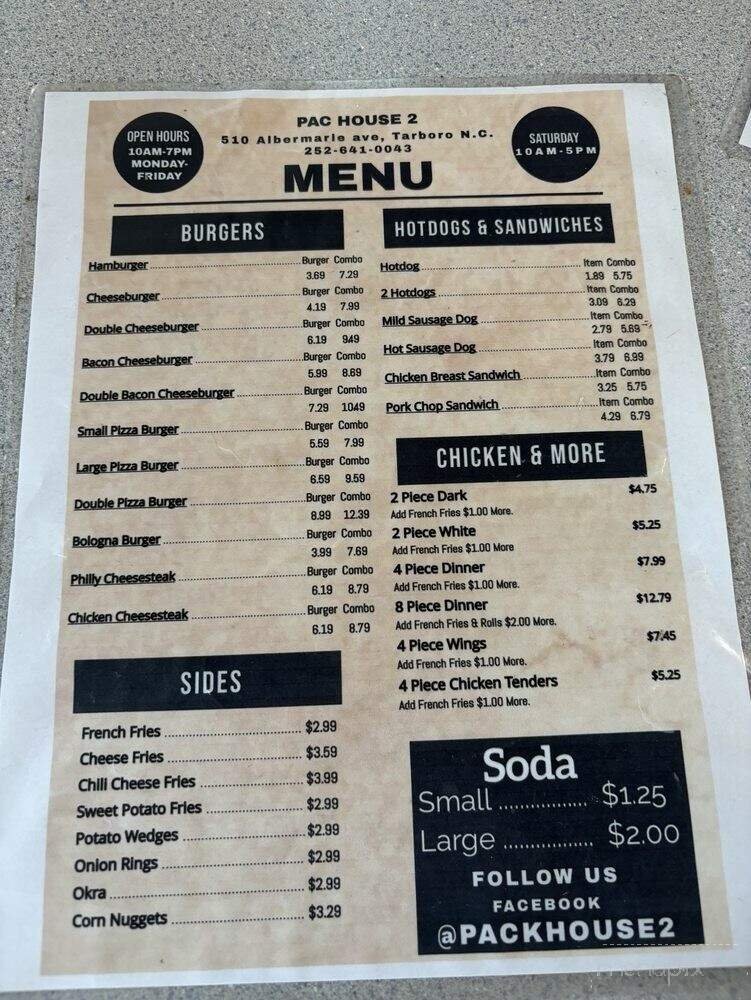 PAC HOUSE 2
510 Albermarle ave, Tarboro N.C.
252-641-0043
MENU
OPEN HOURS
10AM-7PM
MONDAY-
FRIDAY
SATURDAY
10AM-5PM
BURGERS
Hamburger Burger Combo
3.69 7.29
Cheeseburger Burger Combo
4.19 7.99
Double Cheeseburger Burger Combo
6.19 949
Bacon Cheeseburger Burger Combo
5.99 8.69
Double Bacon Cheeseburger Burger Combo
7.29 1049
Small Pizza Burger Burger Combo
5.59 7.99
Large Pizza Burger Burger Combo
6.59 9.59
Double Pizza Burger Burger Combo
8.99 12.39
Bologna Burger Burger Combo
3.99 7.69
Philly Cheesesteak Burger Combo
6.19 8.79
Chicken Cheesesteak Burger Combo
6.19 8.79
SIDES
French Fries $2.99
Cheese Fries $3.59
Chili Cheese Fries $3.99
Sweet Potato Fries $2.99
Potato Wedges $2.99
Onion Rings $2.99
Okra $2.99
Corn Nuggets $3.29
HOTDOGS & SANDWICHES
Hotdog Item Combo
1.89 5.75
2 Hotdogs Item Combo
3.09 6.29
Mild Sausage Dog Item Combo
2.79 5.69
Hot Sausage Dog Item Combo
3.79 6.99
Chicken Breast Sandwich Item Combo
3.25 5.75
Pork Chop Sandwich Item Combo
4.29 6.79
CHICKEN & MORE
2 Piece Dark $4.75
Add French Fries $1.00 More.
2 Piece White $5.25
Add French Fries $1.00 More
4 Piece Dinner $7.99
Add French Fries $1.00 More.
8 Piece Dinner $12.79
Add French Fries & Rolls $2.00 More.
4 Piece Wings $7.45
Add French Fries $1.00 More.
4 Piece Chicken Tenders $5.25
Add French Fries $1.00 More.
Soda
Small $1.25
Large $2.00
FOLLOW US
FACEBOOK
@PACKHOUSE2